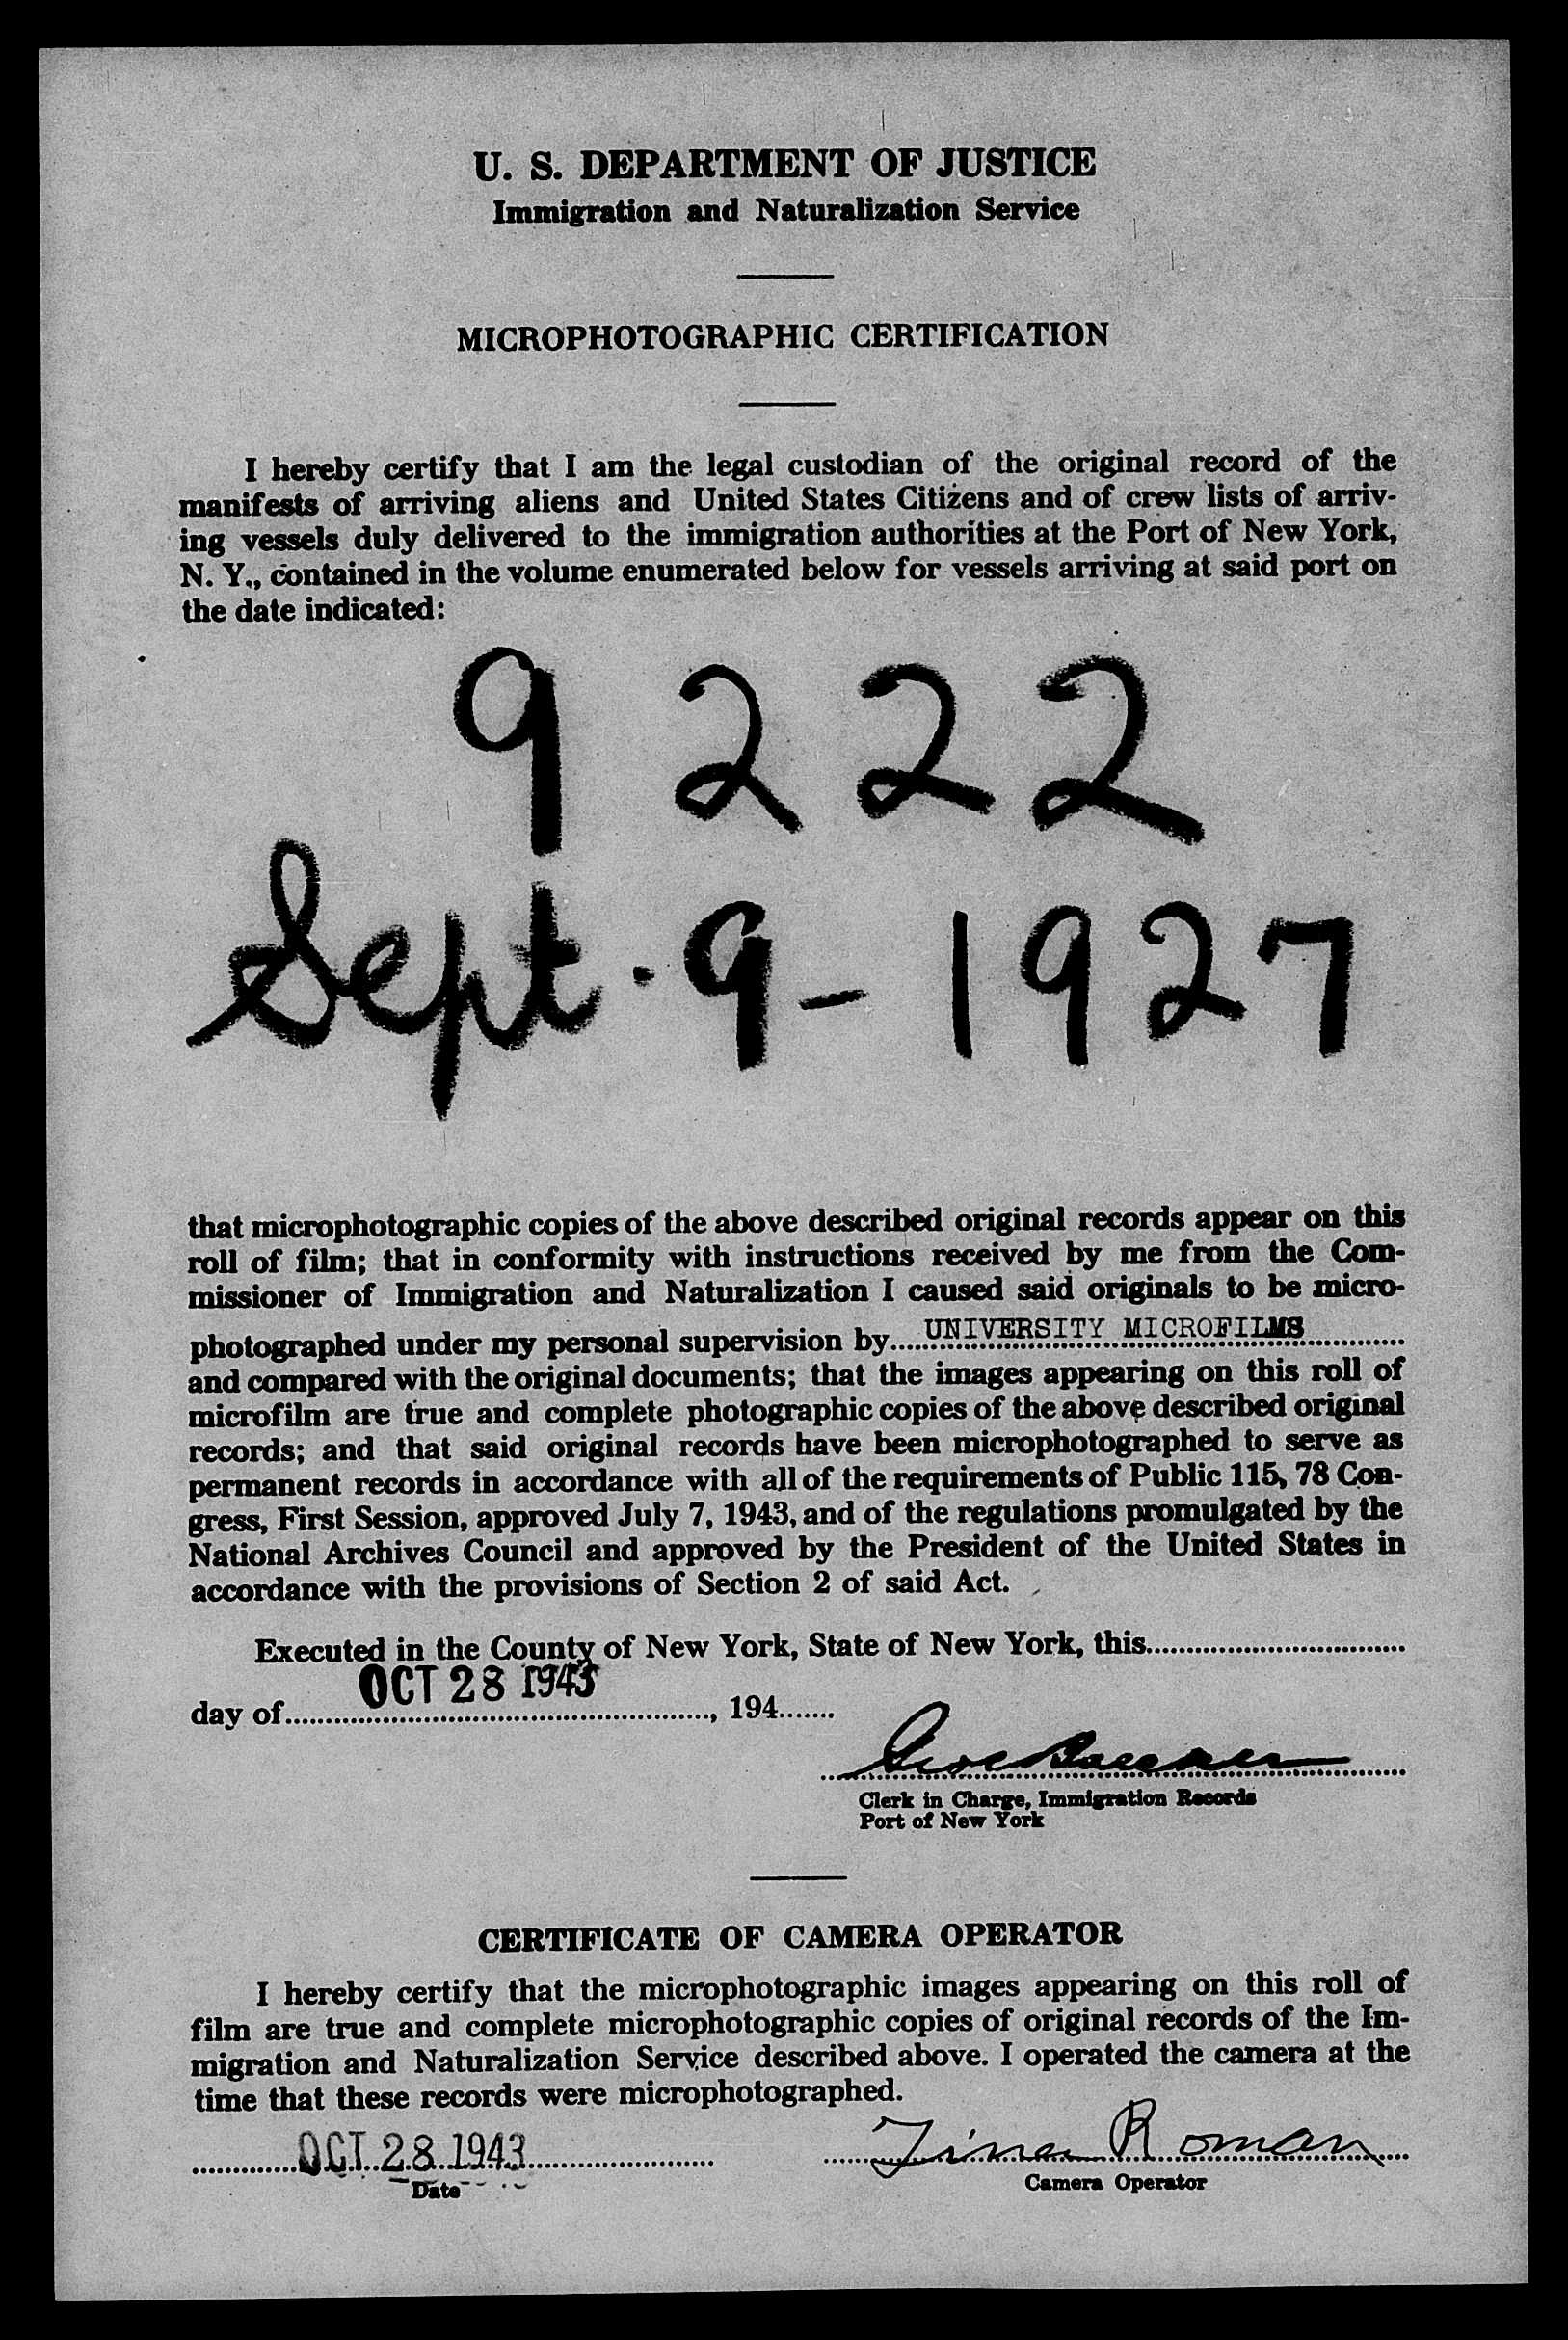 U. S. DEPARTMENT OF JUSTICE
Immigration and Naturalization Service
MICROPHOTOGRAPHIC CERTIFICATION
I hereby certify that I am the legal custodian of the original record of the
manifests of arriving aliens and United States Citizens and of crew lists of arriv-
ing vessels duly delivered to the immigration authorities at the Port of New York,
N. Y., contained in the volume enumerated below for vessels arriving at said port on
the date indicated:
9222
Sept. 9-1927
that microphotographic copies of the above described original records appear on this
roll of film; that in conformity with instructions received by me from the Com-
missioner of Immigration and Naturalization I caused said originals to be micro-
photographed under my personal supervision by UNIVERSITY MICROFILMS
and compared with the original documents; that the images appearing on this roll of
microfilm are true and complete photographic copies of the above described original
records; and that said original records have been microphotographed to serve as
permanent records in accordance with all of the requirements of Public 115, 78 Con-
gress, First Session, approved July 7, 1943, and of the regulations promulgated by the
National Archives Council and approved by the President of the United States in
accordance with the provisions of Section 2 of said Act.
Executed in the County of New York, State of New York, this
day of OCT 28 1943, 194
Clerk in Charge, Immigration Records
Port of New York
CERTIFICATE OF CAMERA OPERATOR
I hereby certify that the microphotographic images appearing on this roll of
film are true and complete microphotographic copies of original records of the Im-
migration and Naturalization Service described above. I operated the camera at the
time that these records were microphotographed.
OCT 28 1943 Tina Roman
Date Camera Operator